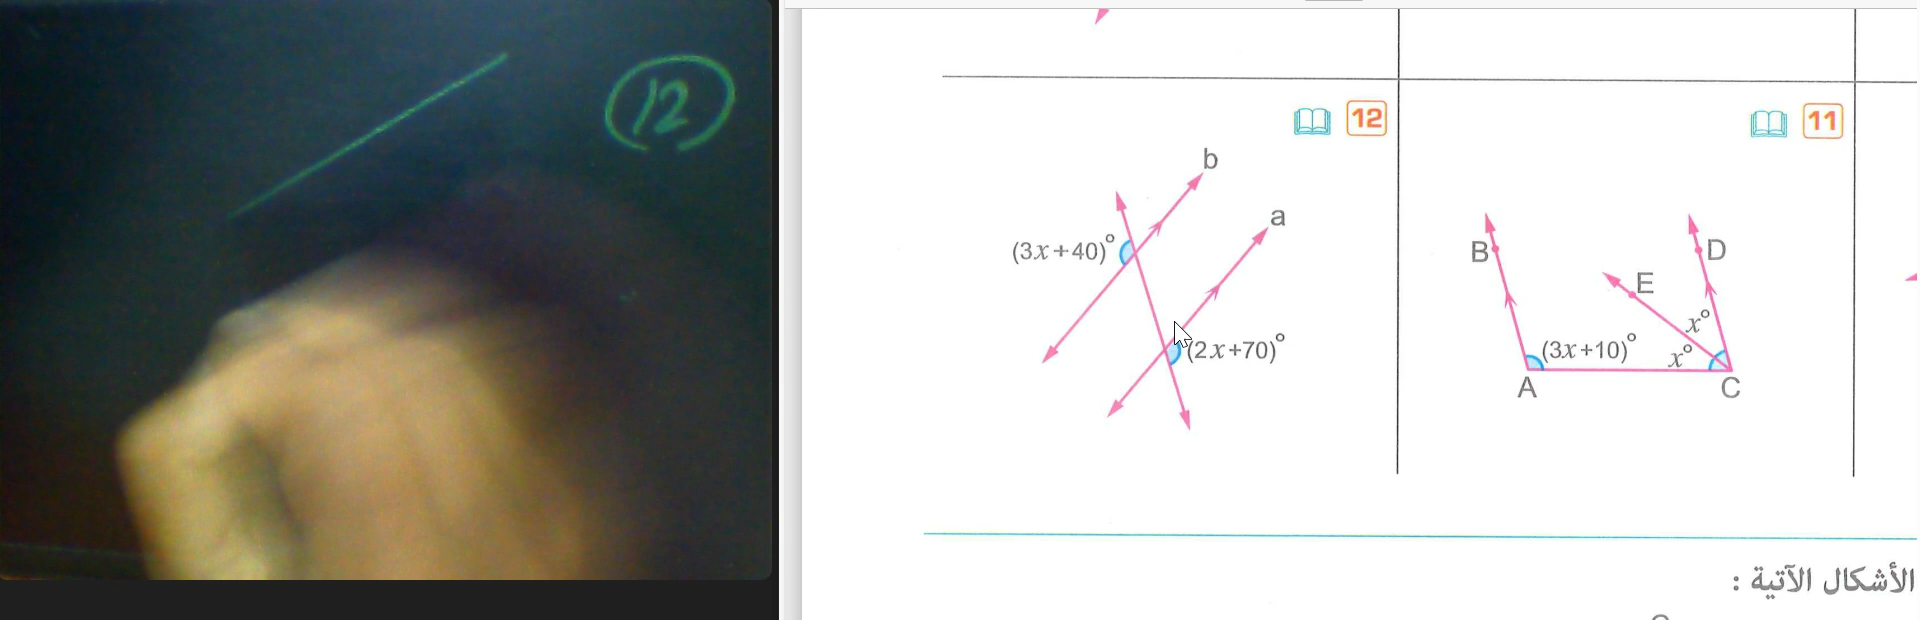 12
12
11
b
a
(3x+40)°
(2x+70)°
B
D
E
x°
(3x+10)°
x°
A
C
الأشكال الآتية :